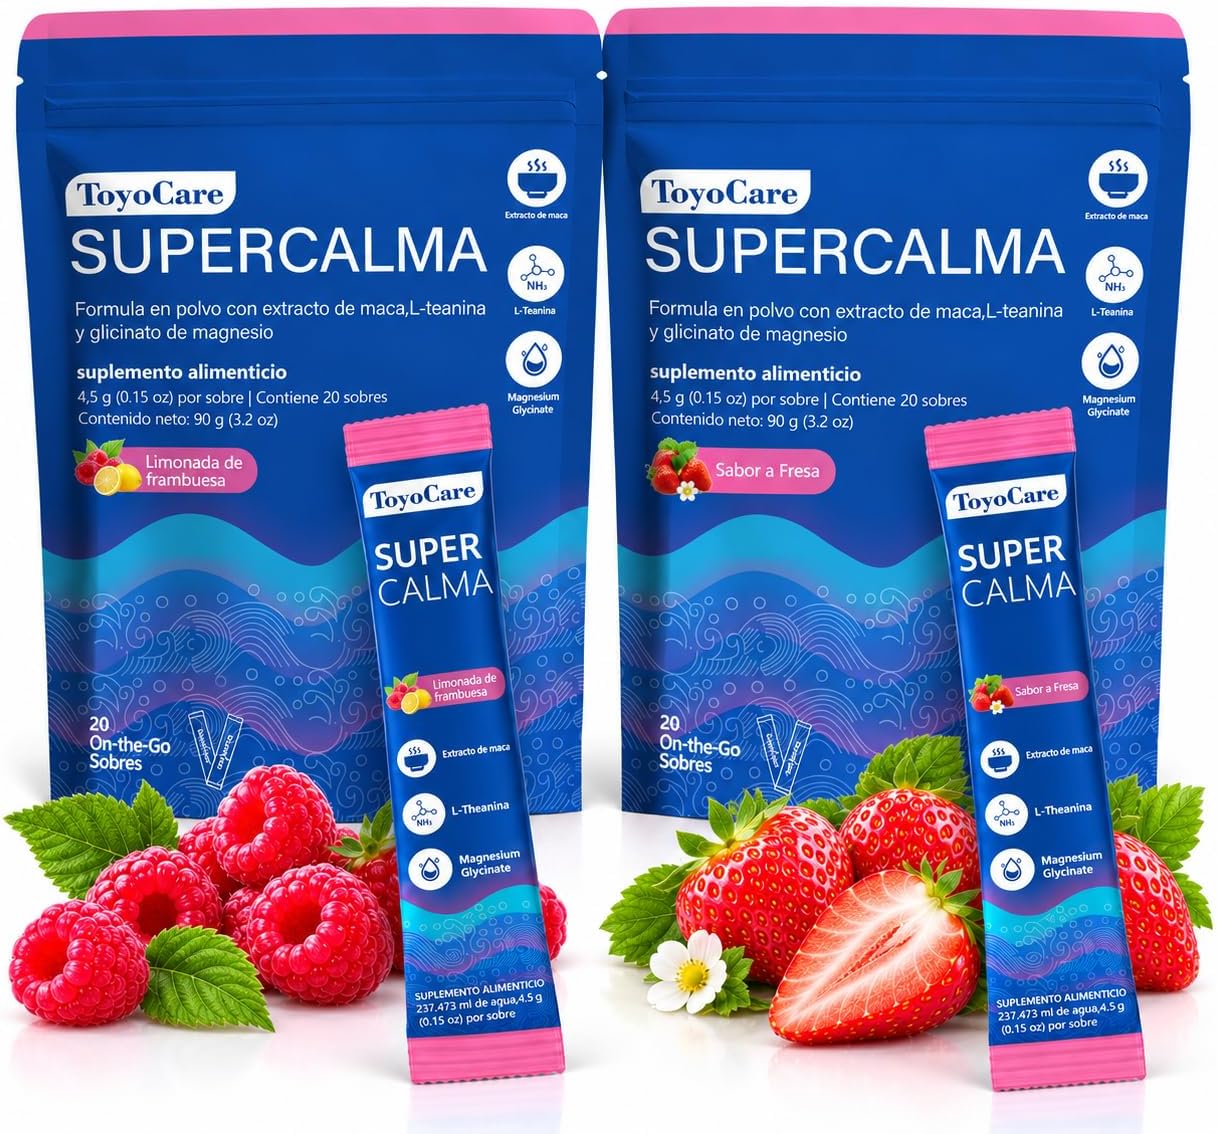 ToyoCare
SUPERCALMA
Formula en polvo con extracto de maca,L-teanina
y glicinato de magnesio
suplemento alimenticio
4,5 g (0.15 oz) por sobre | Contiene 20 sobres
Contenido neto: 90 g (3.2 oz)
Limonada de
frambuesa
20
On-the-Go
Sobres
Extracto de maca
NH₃
L-Teanina
Magnesium
Glycinate
ToyoCare
SUPER
CALMA
Limonada de
frambuesa
Extracto de maca
NH₃
L-Theanina
Magnesium
Glycinate
SUPLEMENTO ALIMENTICIO
237.473 ml de agua,4.5 g
(0.15 oz) por sobre
ToyoCare
SUPERCALMA
Formula en polvo con extracto de maca,L-teanina
y glicinato de magnesio
suplemento alimenticio
4,5 g (0.15 oz) por sobre | Contiene 20 sobres
Contenido neto: 90 g (3.2 oz)
Sabor a Fresa
20
On-the-Go
Sobres
Extracto de maca
NH₃
L-Teanina
Magnesium
Glycinate
ToyoCare
SUPER
CALMA
Sabor a Fresa
Extracto de maca
NH₃
L-Theanina
Magnesium
Glycinate
SUPLEMENTO ALIMENTICIO
237.473 ml de agua,4.5 g
(0.15 oz) por sobre